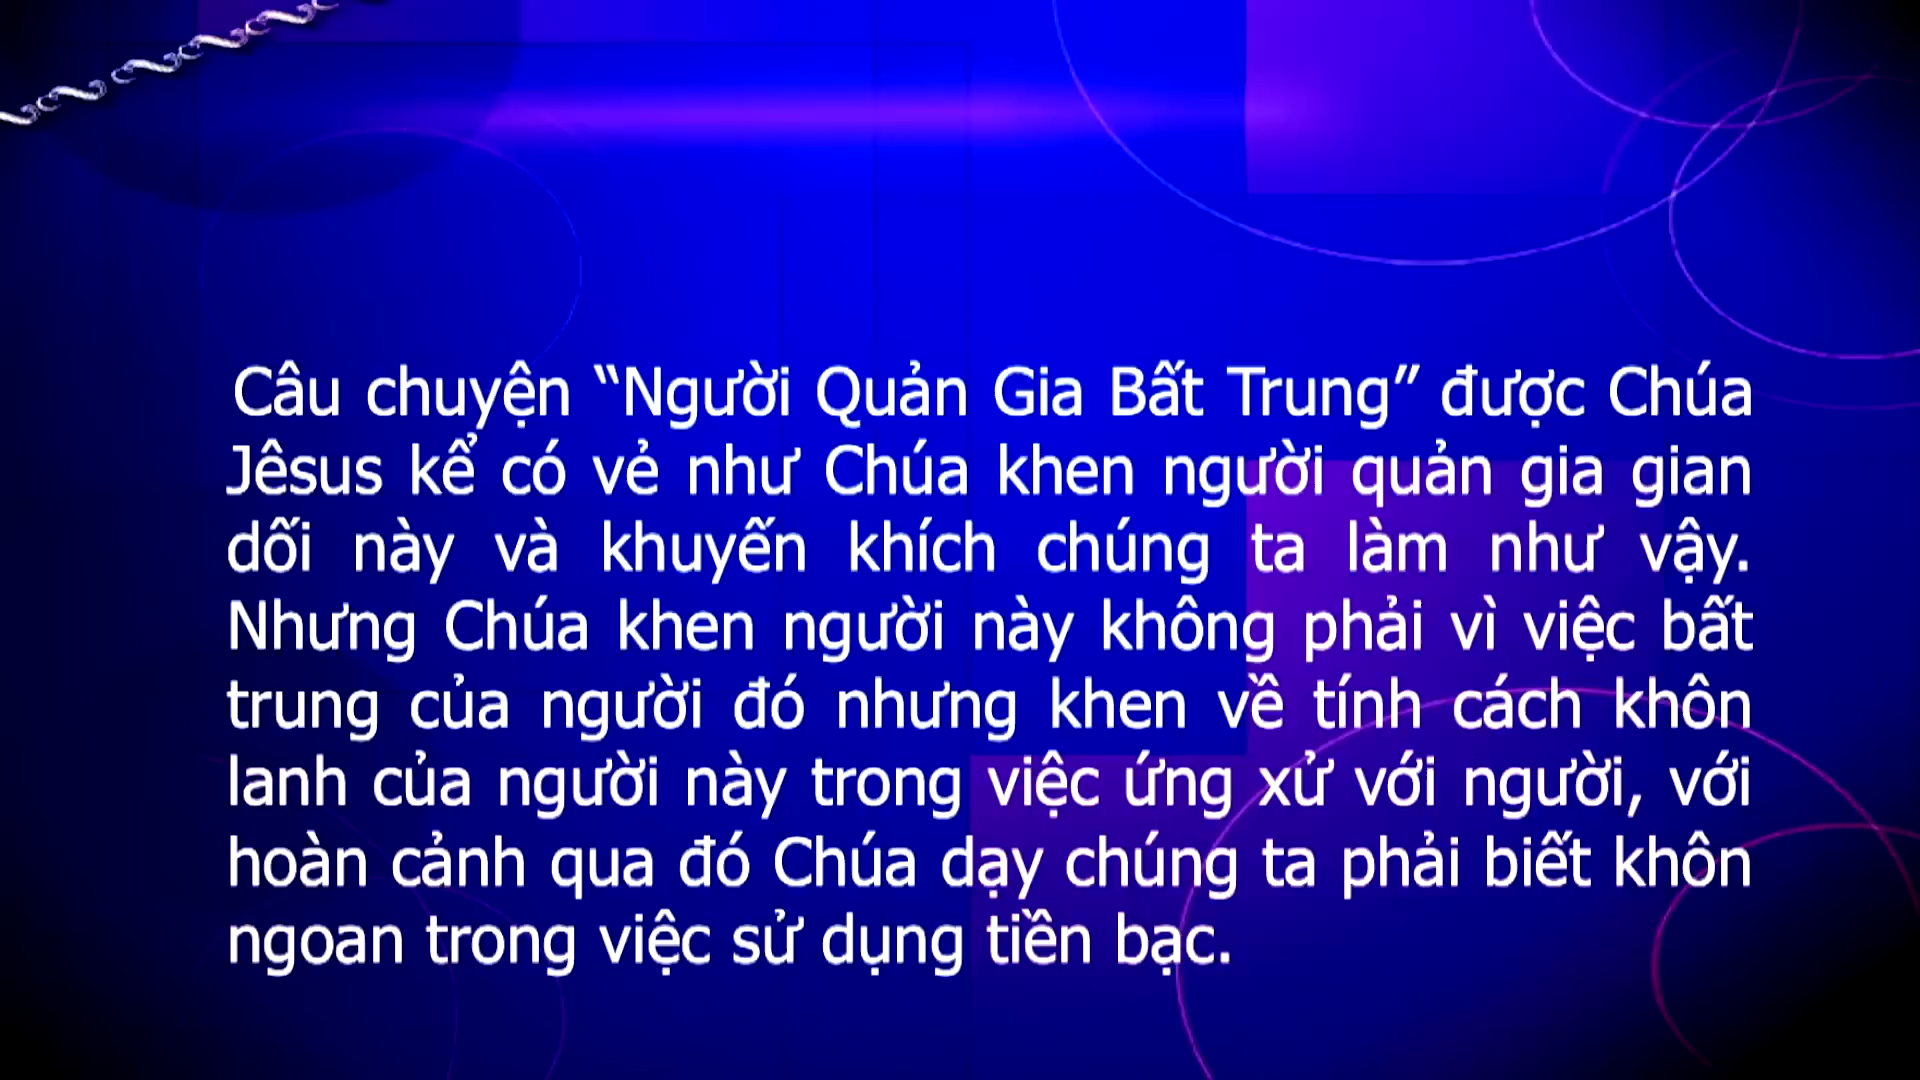 Câu chuyện “Người Quản Gia Bất Trung” được Chúa
Jêsus kể có vẻ như Chúa khen người quản gia gian
dối này và khuyến khích chúng ta làm như vậy.
Nhưng Chúa khen người này không phải vì việc bất
trung của người đó nhưng khen về tính cách khôn
lanh của người này trong việc ứng xử với người, với
hoàn cảnh qua đó Chúa dạy chúng ta phải biết khôn
ngoan trong việc sử dụng tiền bạc.